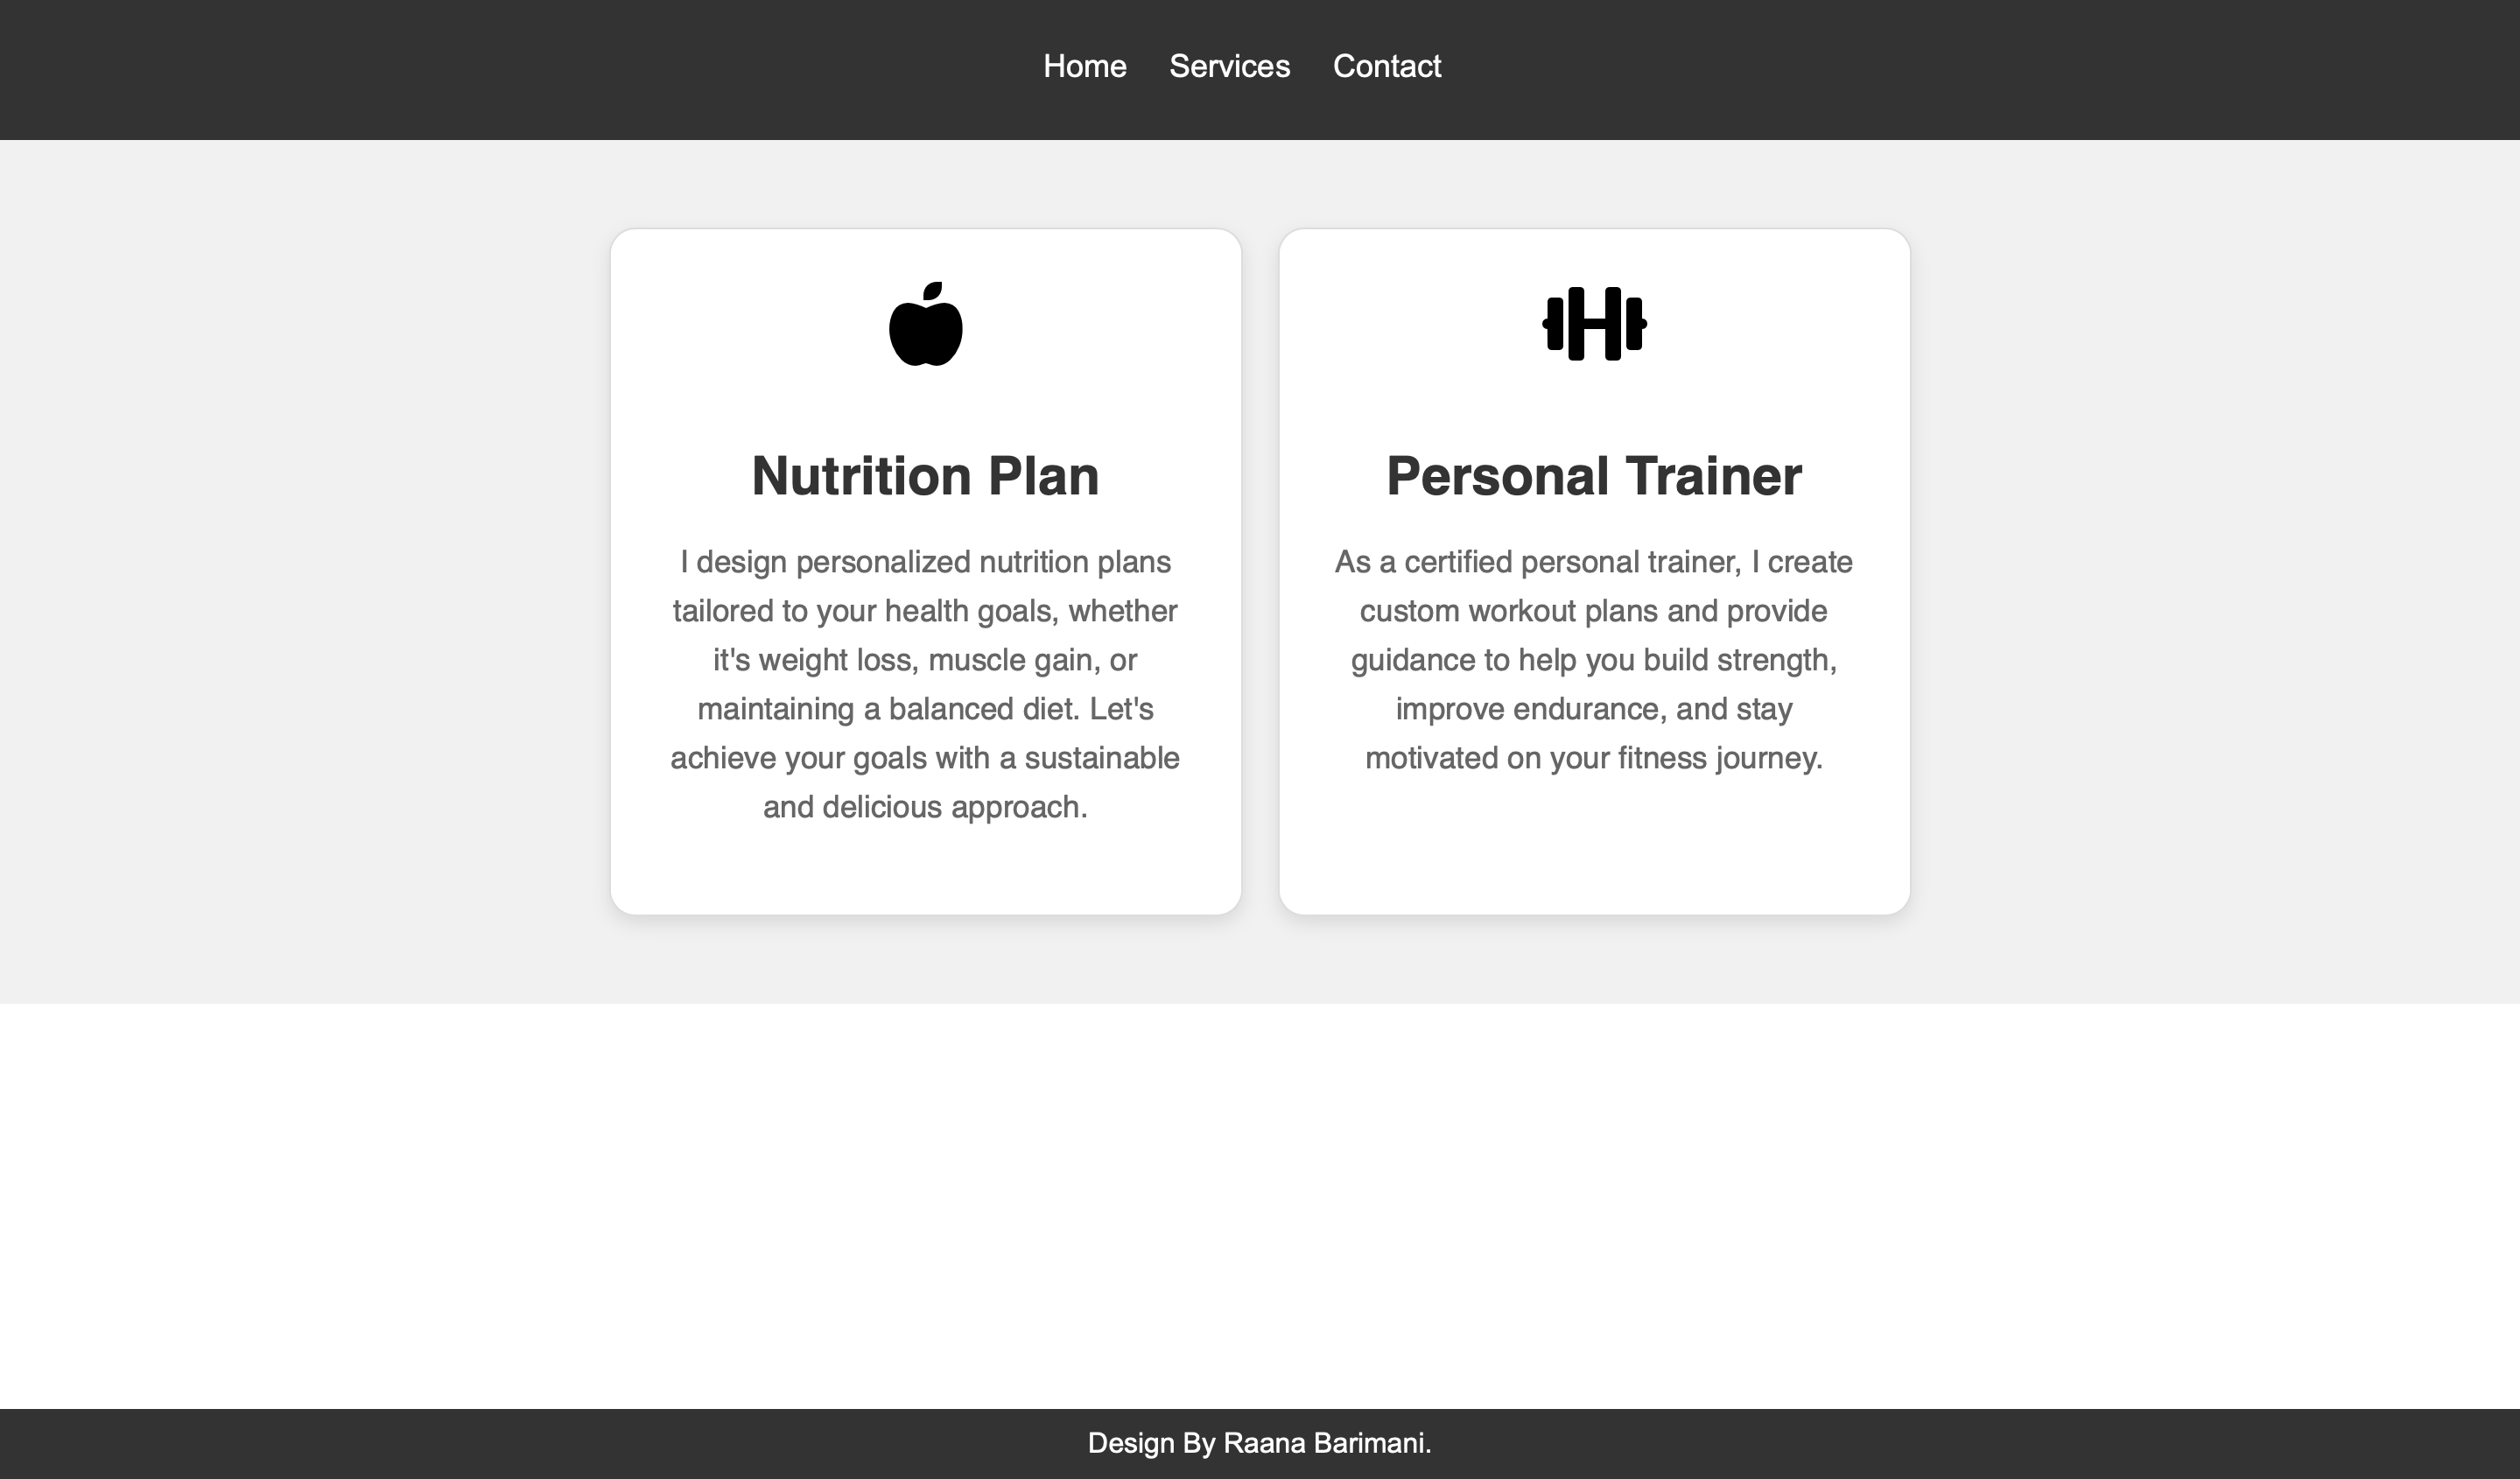 Home Services Contact
Nutrition Plan
I design personalized nutrition plans
tailored to your health goals, whether
it's weight loss, muscle gain, or
maintaining a balanced diet. Let's
achieve your goals with a sustainable
and delicious approach.
Personal Trainer
As a certified personal trainer, I create
custom workout plans and provide
guidance to help you build strength,
improve endurance, and stay
motivated on your fitness journey.
Design By Raana Barimani.